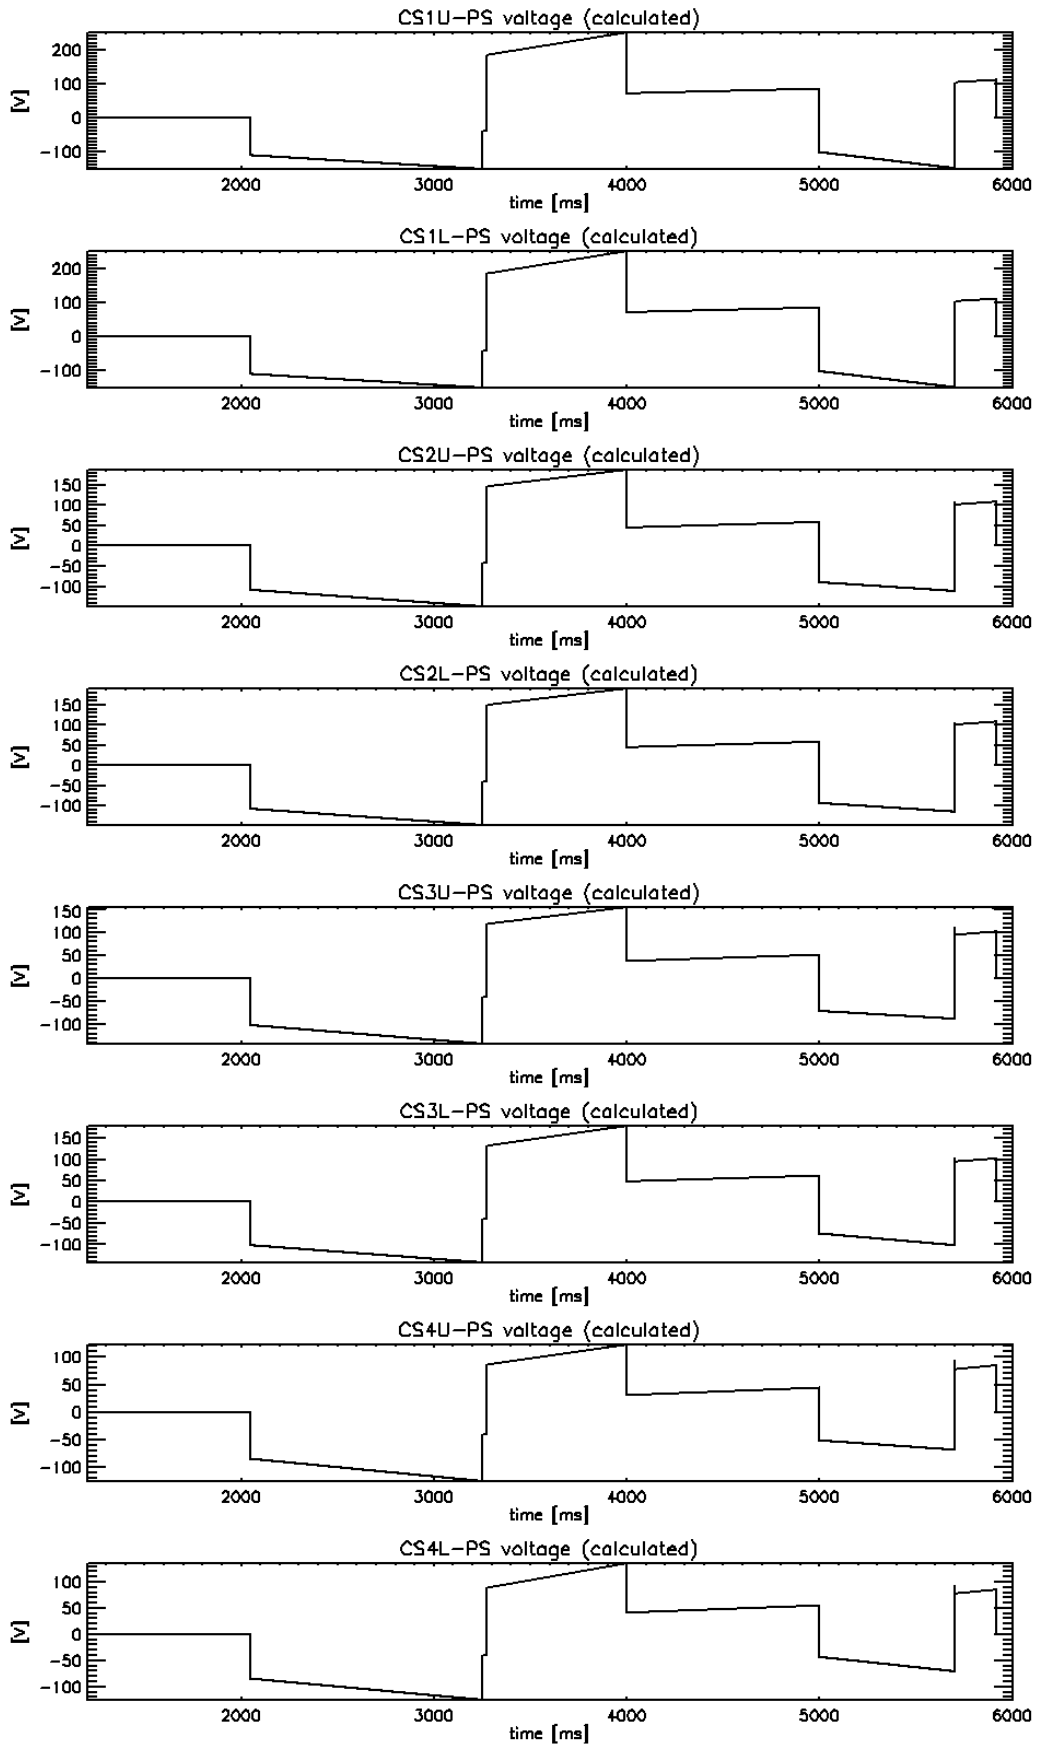 CS1U-PS voltage (calculated)
200
100
0
-100
[V]
2000 3000 4000 5000 6000
time [ms]
CS1L-PS voltage (calculated)
200
100
0
-100
[V]
2000 3000 4000 5000 6000
time [ms]
CS2U-PS voltage (calculated)
150
100
50
0
-50
-100
[V]
2000 3000 4000 5000 6000
time [ms]
CS2L-PS voltage (calculated)
150
100
50
0
-50
-100
[V]
2000 3000 4000 5000 6000
time [ms]
CS3U-PS voltage (calculated)
150
100
50
0
-50
-100
[V]
2000 3000 4000 5000 6000
time [ms]
CS3L-PS voltage (calculated)
150
100
50
0
-50
-100
[V]
2000 3000 4000 5000 6000
time [ms]
CS4U-PS voltage (calculated)
100
50
0
-50
-100
[V]
2000 3000 4000 5000 6000
time [ms]
CS4L-PS voltage (calculated)
100
50
0
-50
-100
[V]
2000 3000 4000 5000 6000
time [ms]